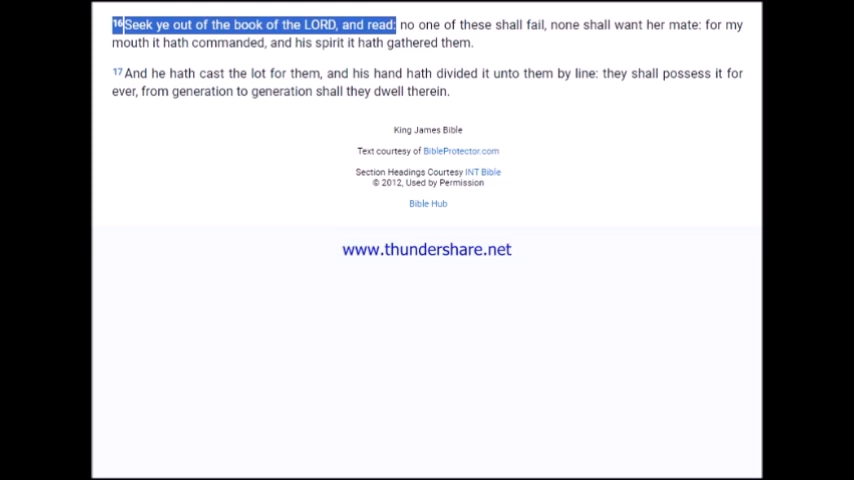 16Seek ye out of the book of the LORD, and read: no one of these shall fail, none shall want her mate: for my
mouth it hath commanded, and his spirit it hath gathered them.
17And he hath cast the lot for them, and his hand hath divided it unto them by line: they shall possess it for
ever, from generation to generation shall they dwell therein.
King James Bible
Text courtesy of BibleProtector.com
Section Headings Courtesy INT Bible
© 2012, Used by Permission
Bible Hub
www.thundershare.net